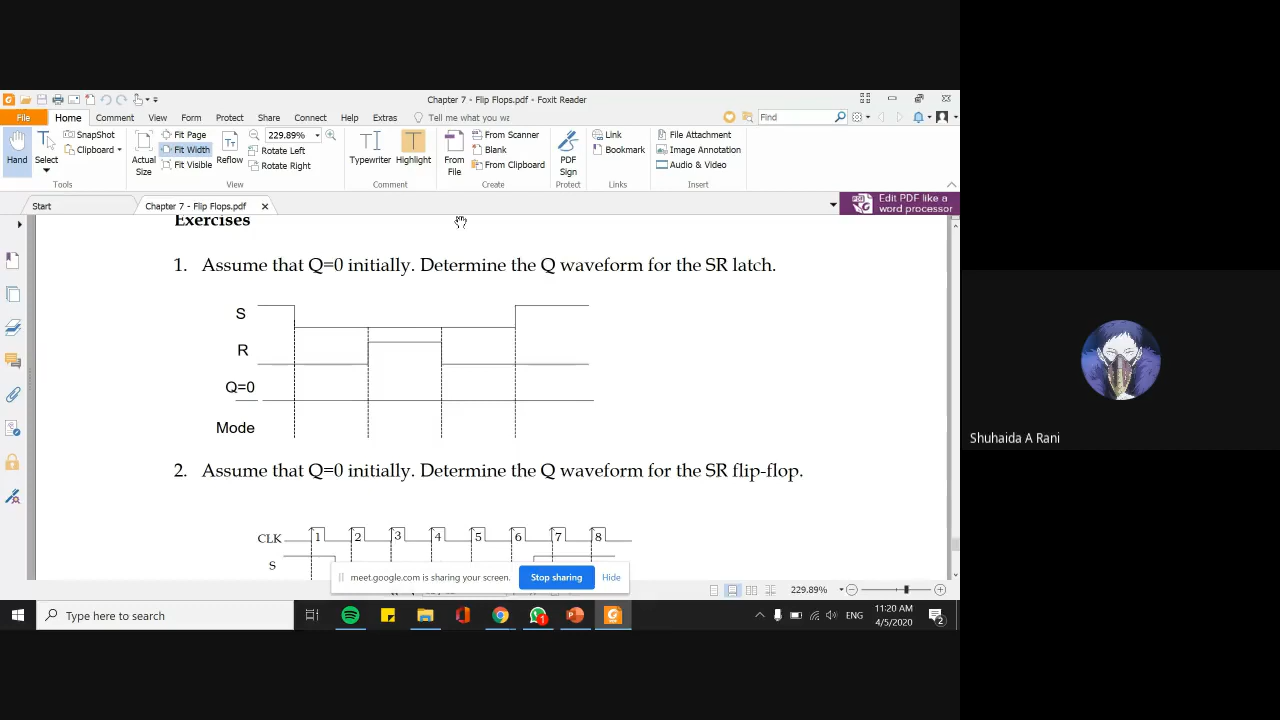 Chapter 7 - Flip Flops.pdf - Foxit Reader
File Home Comment View Form Protect Share Connect Help Extras Tell me what you wa Find
Hand
Select
SnapShot
Clipboard
Tools
Actual Size
Fit Page
Fit Width
Fit Visible
Reflow
229.89%
Rotate Left
Rotate Right
View
Typewriter
Highlight
Comment
From File
From Scanner
Blank
From Clipboard
Create
PDF Sign
Protect
Link
Bookmark
Links
File Attachment
Image Annotation
Audio & Video
Insert
Start Chapter 7 - Flip Flops.pdf
Edit PDF like a
word processor
Exercises
1. Assume that Q=0 initially. Determine the Q waveform for the SR latch.
S
R
Q=0
Mode
2. Assume that Q=0 initially. Determine the Q waveform for the SR flip-flop.
CLK 1 2 3 4 5 6 7 8
S
meet.google.com is sharing your screen. Stop sharing Hide
229.89%
Type here to search
1
ENG
11:20 AM
4/5/2020
2
Shuhaida A Rani